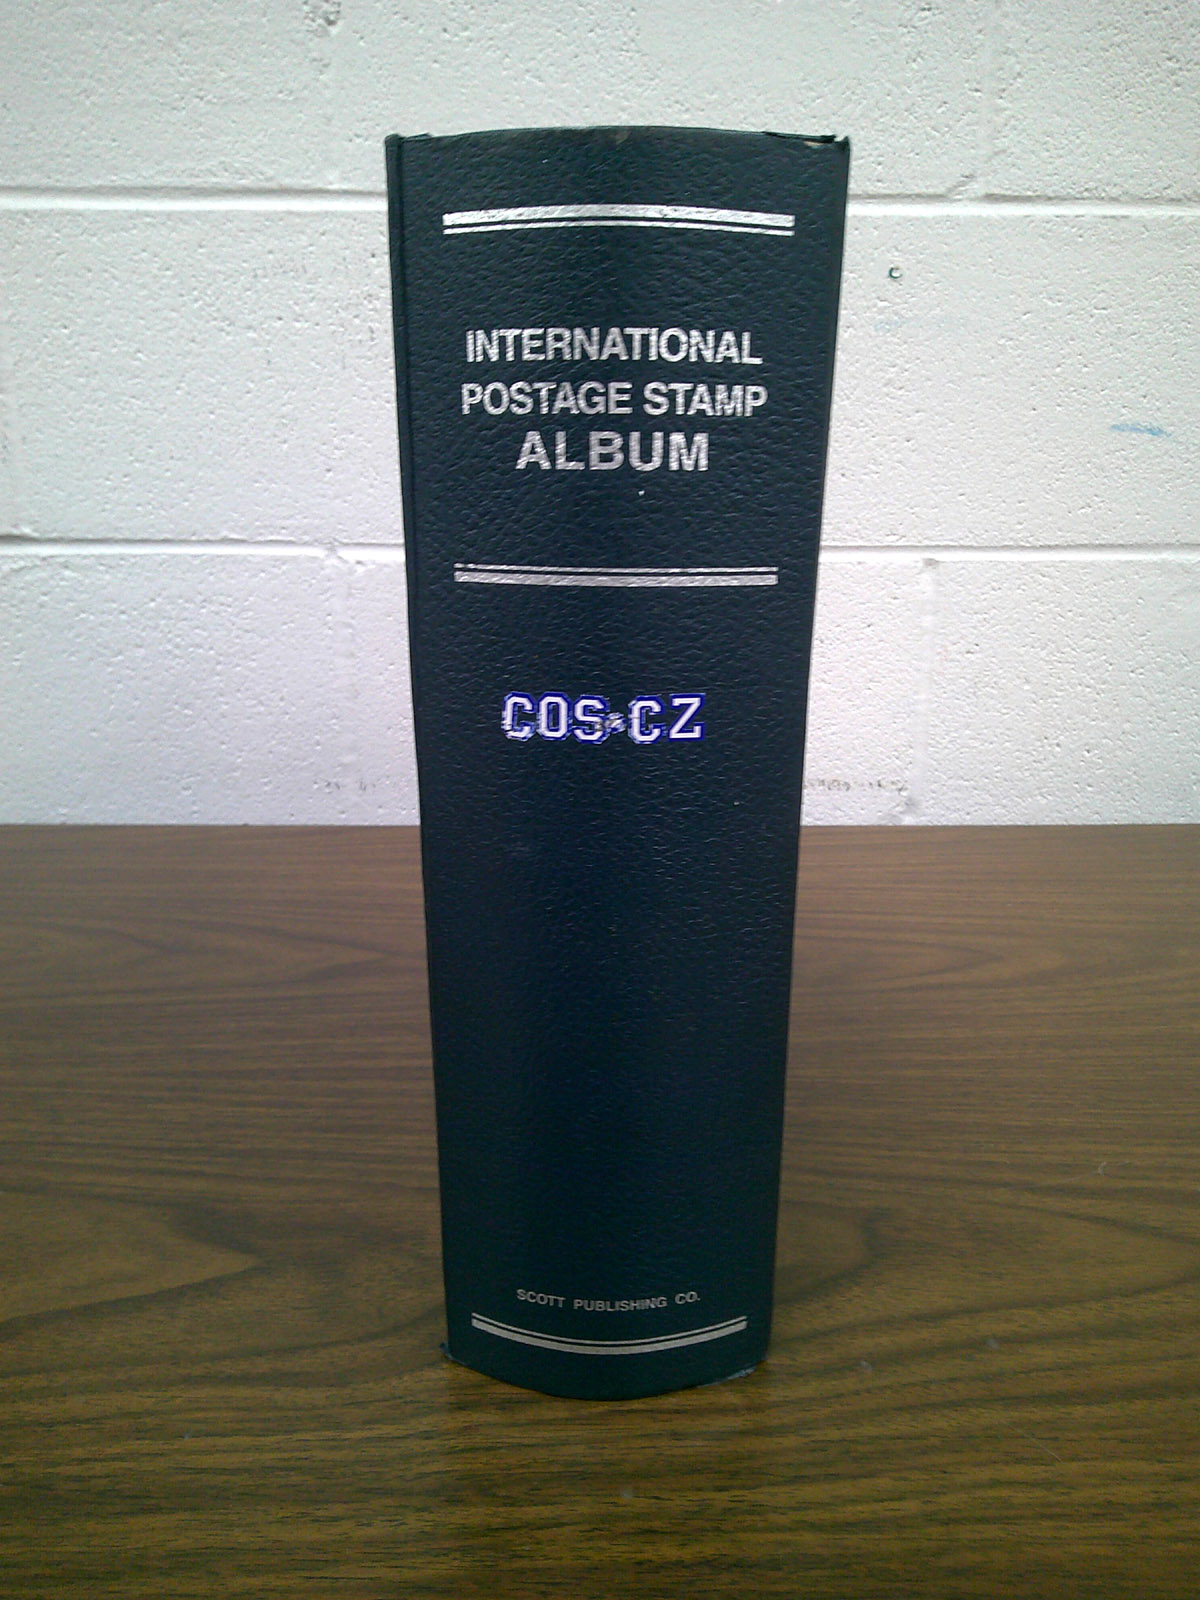 INTERNATIONAL
POSTAGE STAMP
ALBUM
COS-CZ
SCOTT PUBLISHING CO.